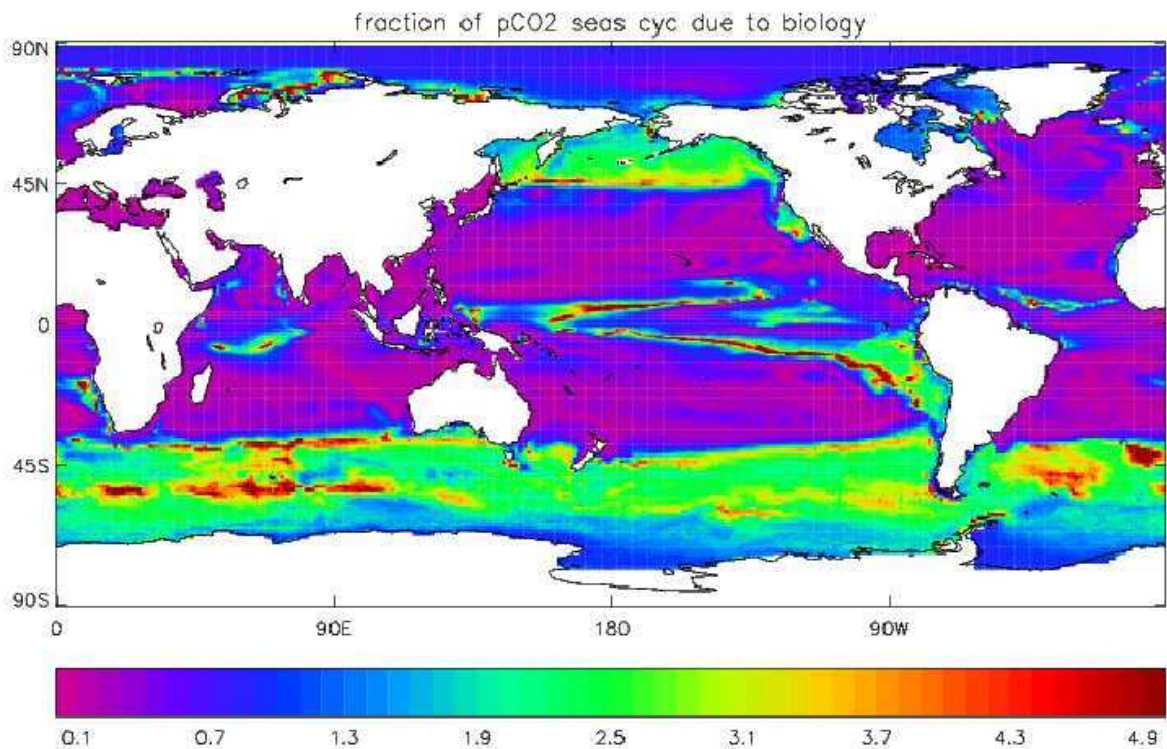 fraction of pCO2 seas cyc due to biology
90N
45N
0
45S
90S
0 90E 180 90W
0.1 0.7 1.3 1.9 2.5 3.1 3.7 4.3 4.9